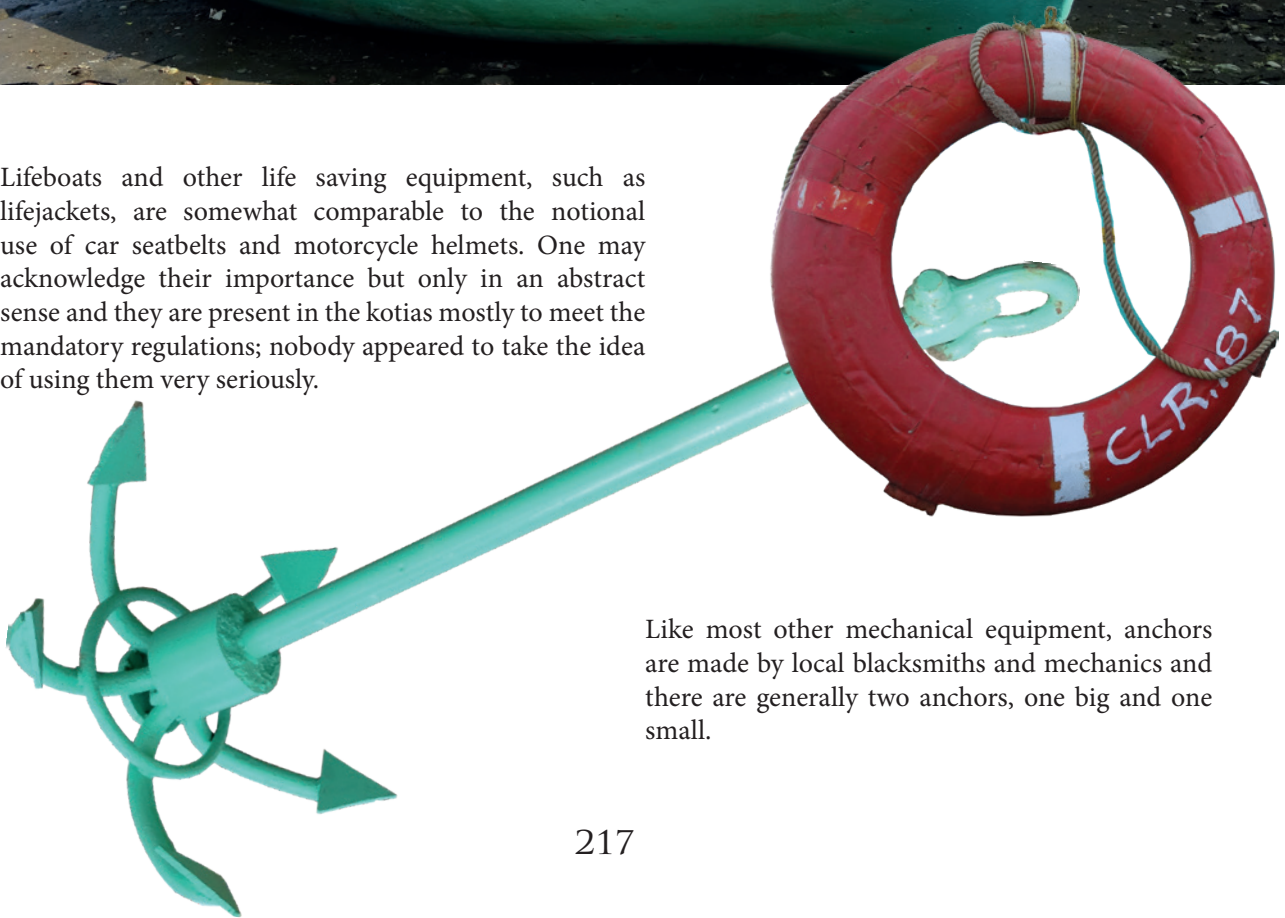 Lifeboats and other life saving equipment, such as
lifejackets, are somewhat comparable to the notional
use of car seatbelts and motorcycle helmets. One may
acknowledge their importance but only in an abstract
sense and they are present in the kotias mostly to meet the
mandatory regulations; nobody appeared to take the idea
of using them very seriously.
CLR.187
Like most other mechanical equipment, anchors
are made by local blacksmiths and mechanics and
there are generally two anchors, one big and one
small.
217